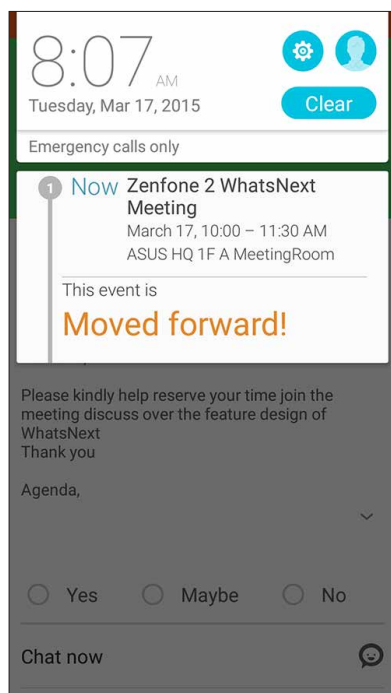 8:07 AM
Tuesday, Mar 17, 2015
Clear
Emergency calls only
1 Now Zenfone 2 WhatsNext
Meeting
March 17, 10:00 – 11:30 AM
ASUS HQ 1F A MeetingRoom
This event is
Moved forward!
Please kindly help reserve your time join the
meeting discuss over the feature design of
WhatsNext
Thank you
Agenda,
Yes Maybe No
Chat now